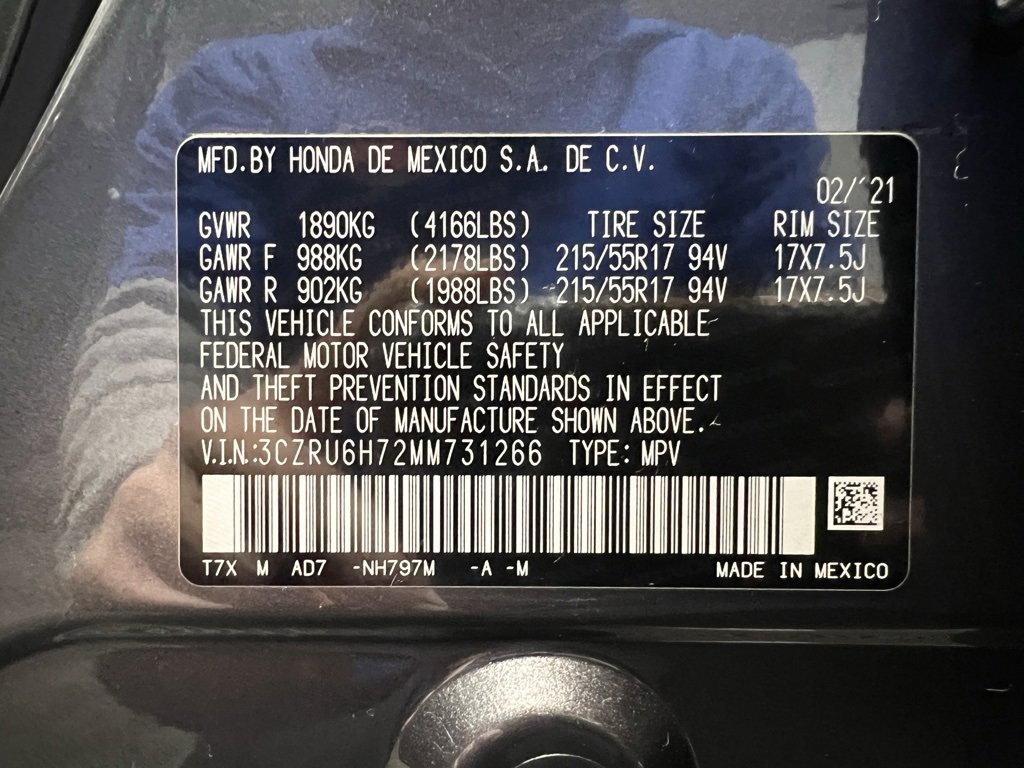 MFD.BY HONDA DE MEXICO S.A. DE C.V.
02/'21
GVWR 1890KG (4166LBS) TIRE SIZE RIM SIZE
GAWR F 988KG (2178LBS) 215/55R17 94V 17X7.5J
GAWR R 902KG (1988LBS) 215/55R17 94V 17X7.5J
THIS VEHICLE CONFORMS TO ALL APPLICABLE
FEDERAL MOTOR VEHICLE SAFETY
AND THEFT PREVENTION STANDARDS IN EFFECT
ON THE DATE OF MANUFACTURE SHOWN ABOVE.
V.I.N.:3CZRU6H72MM731266 TYPE: MPV
T7X M AD7 -NH797M -A -M MADE IN MEXICO